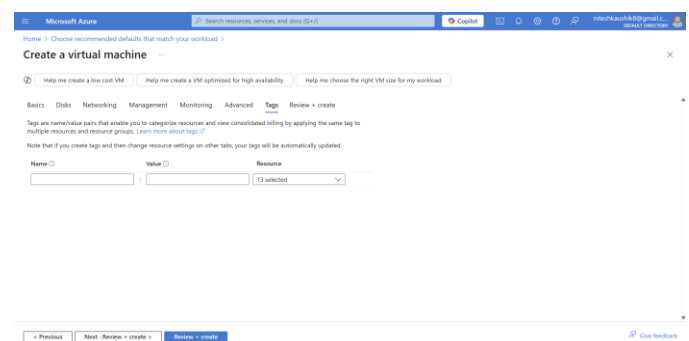 Microsoft Azure
Search resources, services, and docs (G+/)
Copilot
niteshkaushik8@gmail.c...
DEFAULT DIRECTORY
Home > Choose recommended defaults that match your workload >
Create a virtual machine ...
Help me create a low cost VM
Help me create a VM optimized for high availability
Help me choose the right VM size for my workload
Basics Disks Networking Management Monitoring Advanced Tags Review + create
Tags are name/value pairs that enable you to categorize resources and view consolidated billing by applying the same tag to
multiple resources and resource groups. Learn more about tags
Note that if you create tags and then change resource settings on other tabs, your tags will be automatically updated.
Name Value Resource
: 13 selected
< Previous Next : Review + create > Review + create Give feedback